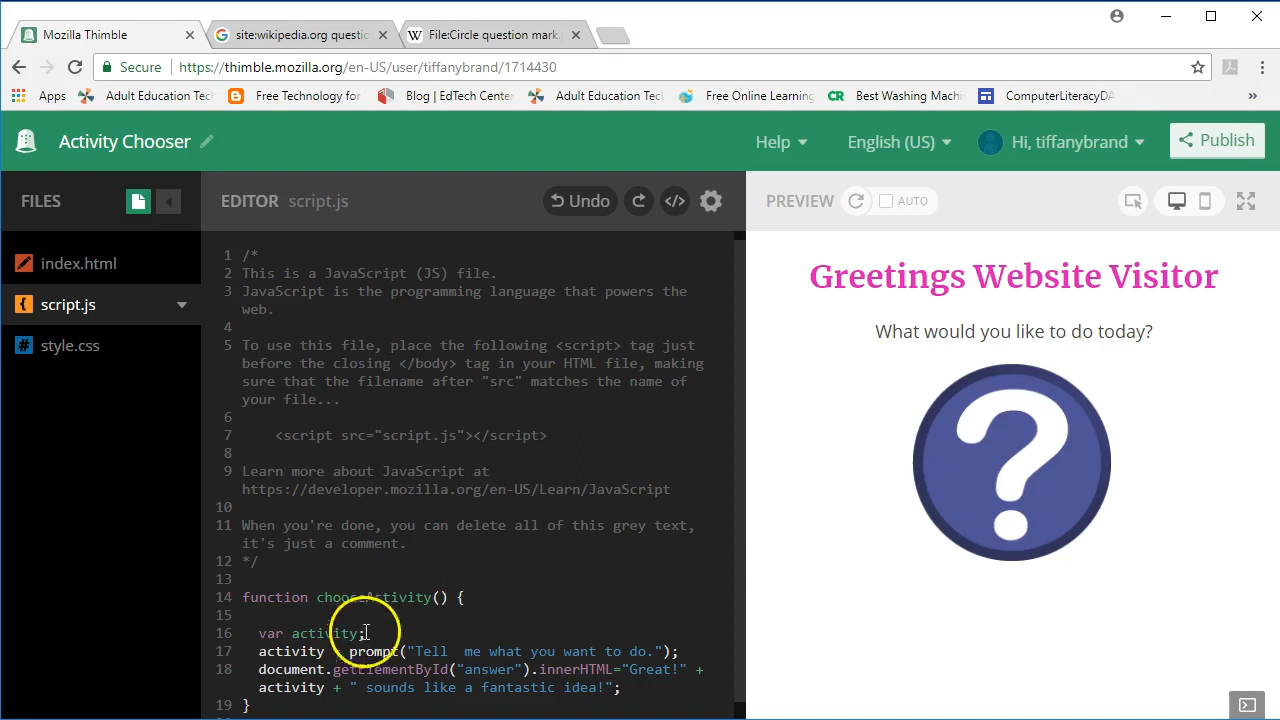 Mozilla Thimble
site:wikipedia.org questio
File:Circle question mark.
Secure https://thimble.mozilla.org/en-US/user/tiffanybrand/1714430
Apps Adult Education Tec Free Technology for Blog | EdTech Center Adult Education Tec Free Online Learning Best Washing Machin ComputerLiteracyDA »
Activity Chooser Help English (US) Hi, tiffanybrand Publish
FILES
index.html
script.js
style.css
EDITOR script.js Undo
1 /*
2 This is a JavaScript (JS) file.
3 JavaScript is the programming language that powers the
web.
4
5 To use this file, place the following <script> tag just
before the closing </body> tag in your HTML file, making
sure that the filename after "src" matches the name of
your file...
6
7 <script src="script.js"></script>
8
9 Learn more about JavaScript at
https://developer.mozilla.org/en-US/Learn/JavaScript
10
11 When you're done, you can delete all of this grey text,
it's just a comment.
12 */
13
14 function chooseActivity() {
15
16 var activity;
17 activity = prompt("Tell  me what you want to do.");
18 document.getElementById("answer").innerHTML="Great!" +
activity + " sounds like a fantastic idea!";
19 }
PREVIEW AUTO
Greetings Website Visitor
What would you like to do today?
?